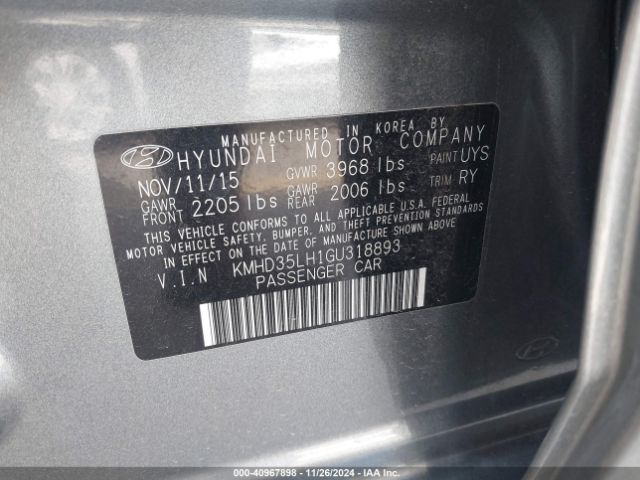 MANUFACTURED IN KOREA BY
HYUNDAI MOTOR COMPANY
NOV/11/15 GVWR 3968 lbs PAINT UYS
GAWR FRONT 2205 lbs GAWR REAR 2006 lbs TRIM RY
THIS VEHICLE CONFORMS TO ALL APPLICABLE U.S.A. FEDERAL
MOTOR VEHICLE SAFETY, BUMPER, AND THEFT PREVENTION STANDARDS
IN EFFECT ON THE DATE OF MANUFACTURE SHOWN ABOVE.
V.I.N KMHD35LH1GU318893
PASSENGER CAR
000-40967898 - 11/26/2024 - IAA Inc.